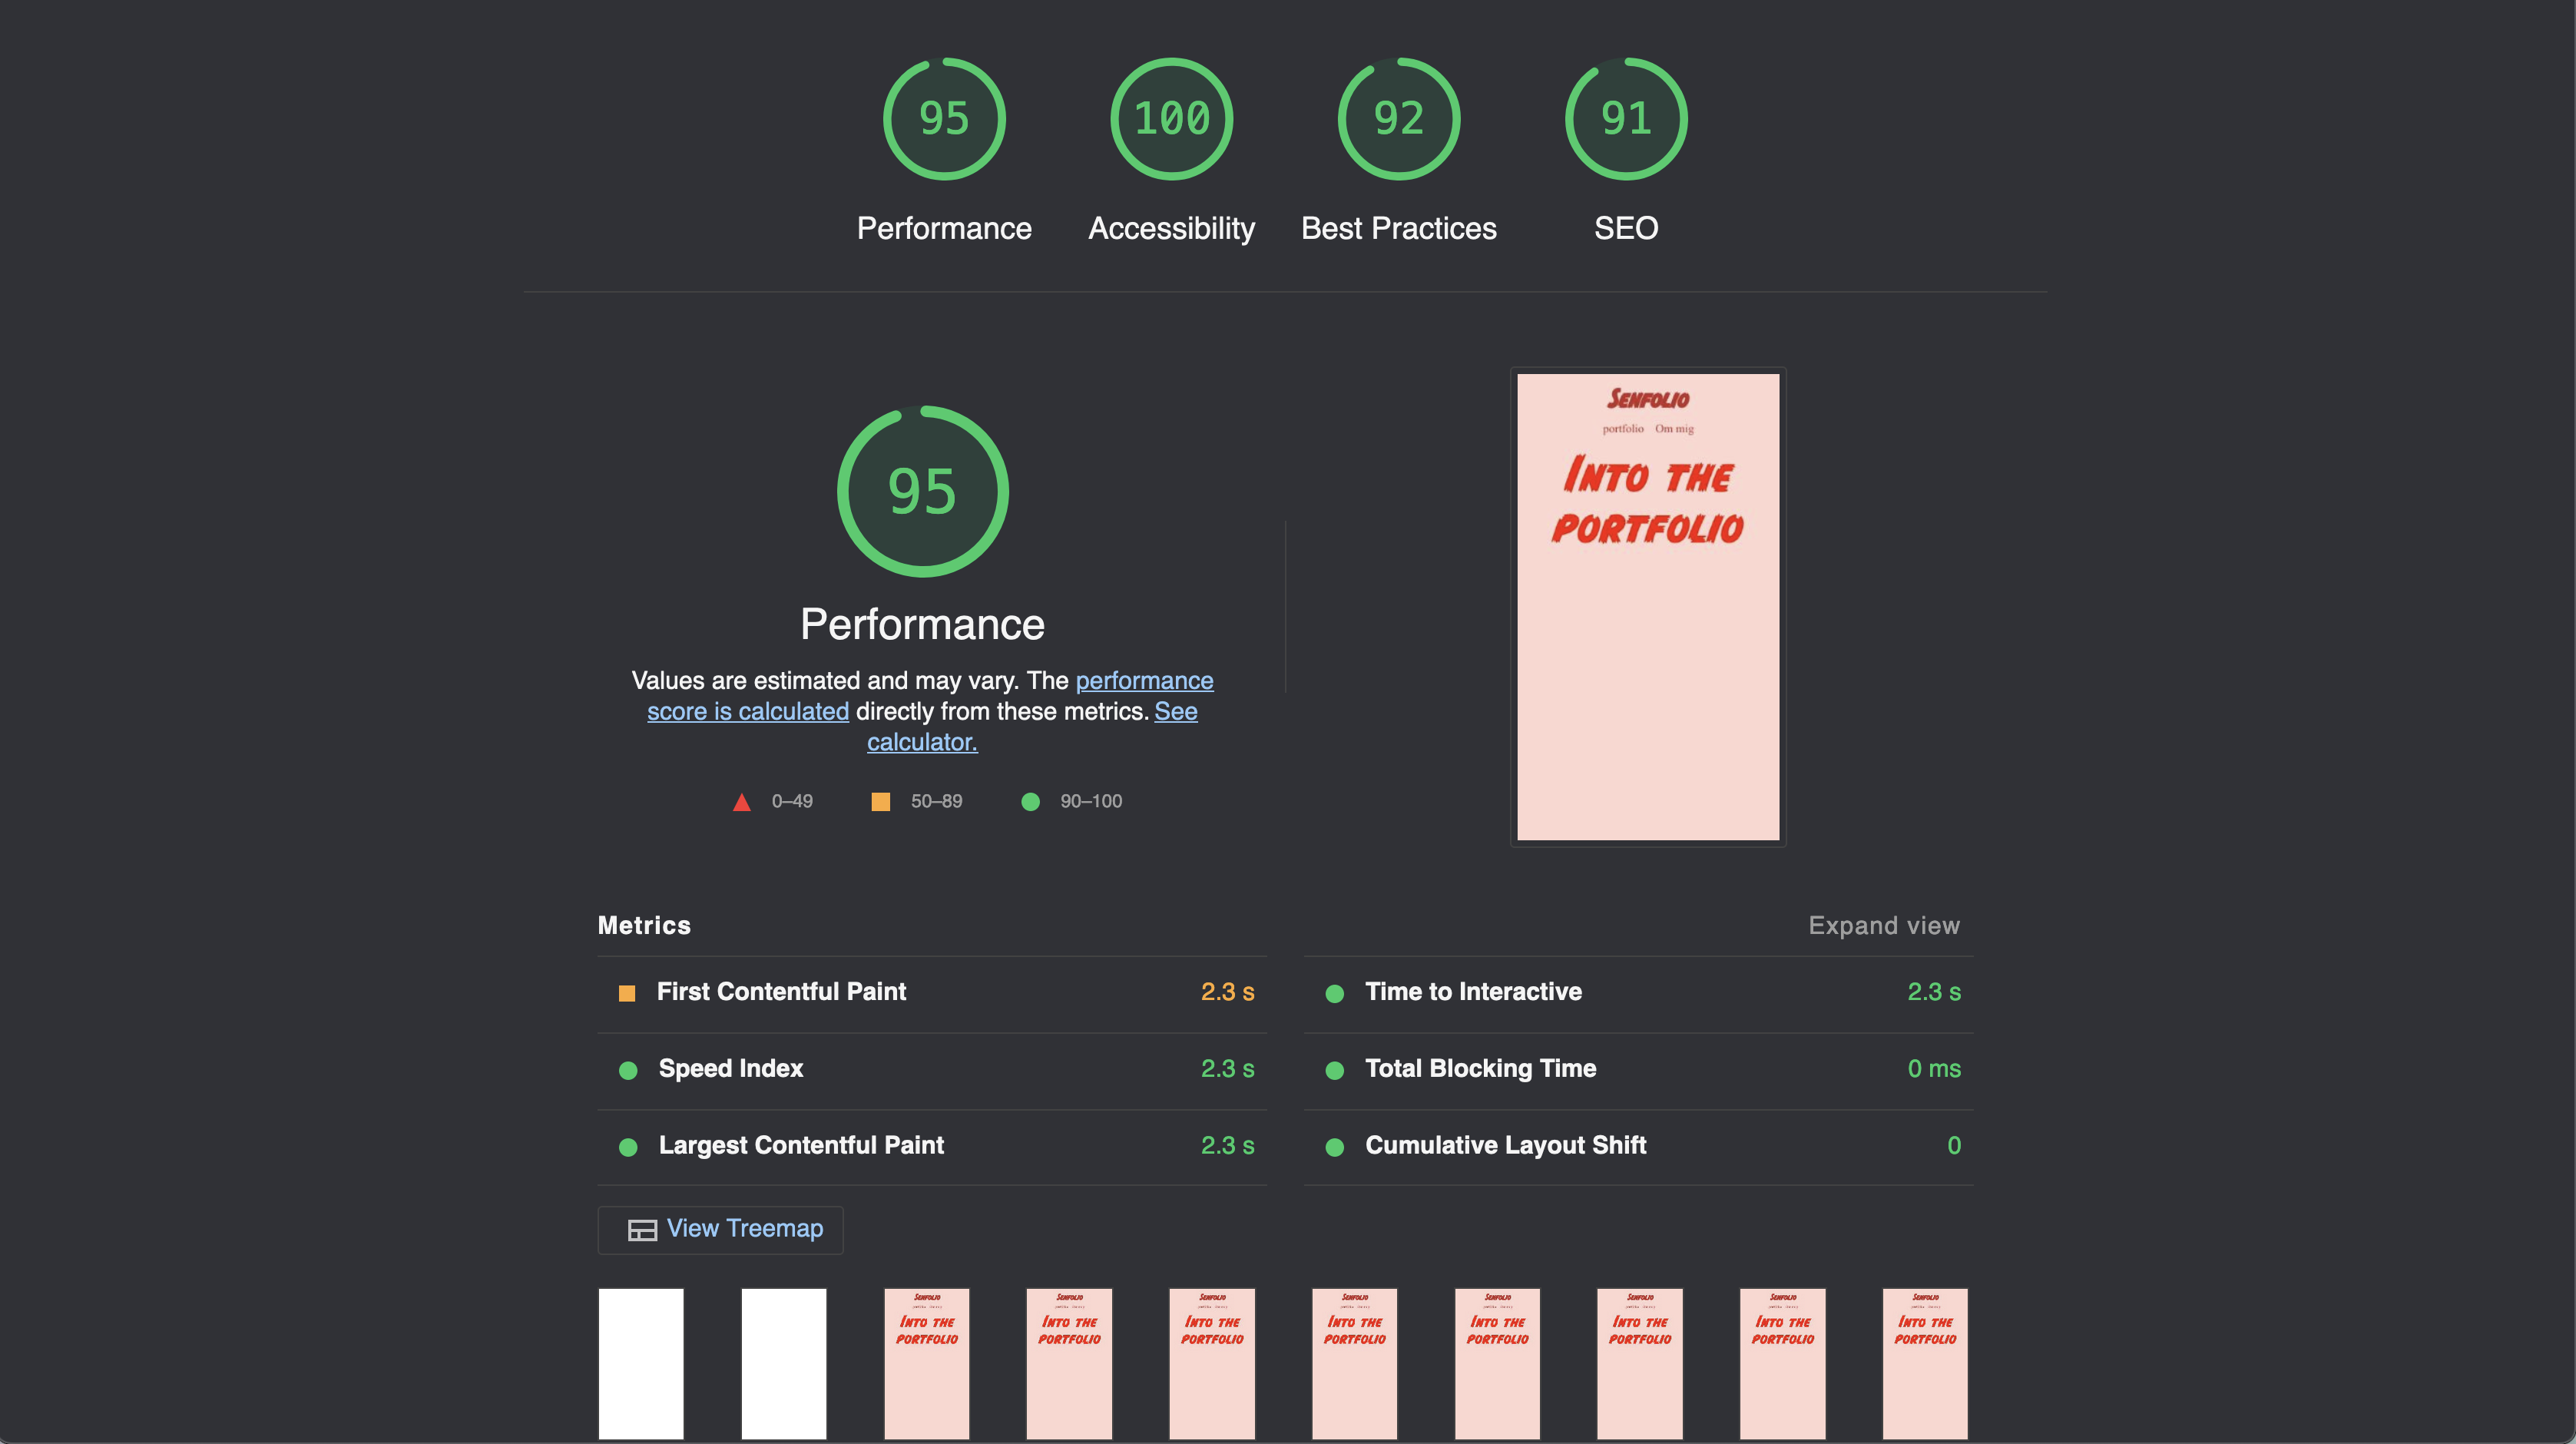 95
100
92
91
Performance
Accessibility
Best Practices
SEO
95
Performance
Values are estimated and may vary. The performance
score is calculated directly from these metrics. See
calculator.
0–49
50–89
90–100
SENFOLIO
portfolio Om mig
INTO THE
PORTFOLIO
Metrics
Expand view
First Contentful Paint
2.3 s
Time to Interactive
2.3 s
Speed Index
2.3 s
Total Blocking Time
0 ms
Largest Contentful Paint
2.3 s
Cumulative Layout Shift
0
View Treemap
SENFOLIO
INTO THE
PORTFOLIO
SENFOLIO
INTO THE
PORTFOLIO
SENFOLIO
INTO THE
PORTFOLIO
SENFOLIO
INTO THE
PORTFOLIO
SENFOLIO
INTO THE
PORTFOLIO
SENFOLIO
INTO THE
PORTFOLIO
SENFOLIO
INTO THE
PORTFOLIO
SENFOLIO
INTO THE
PORTFOLIO